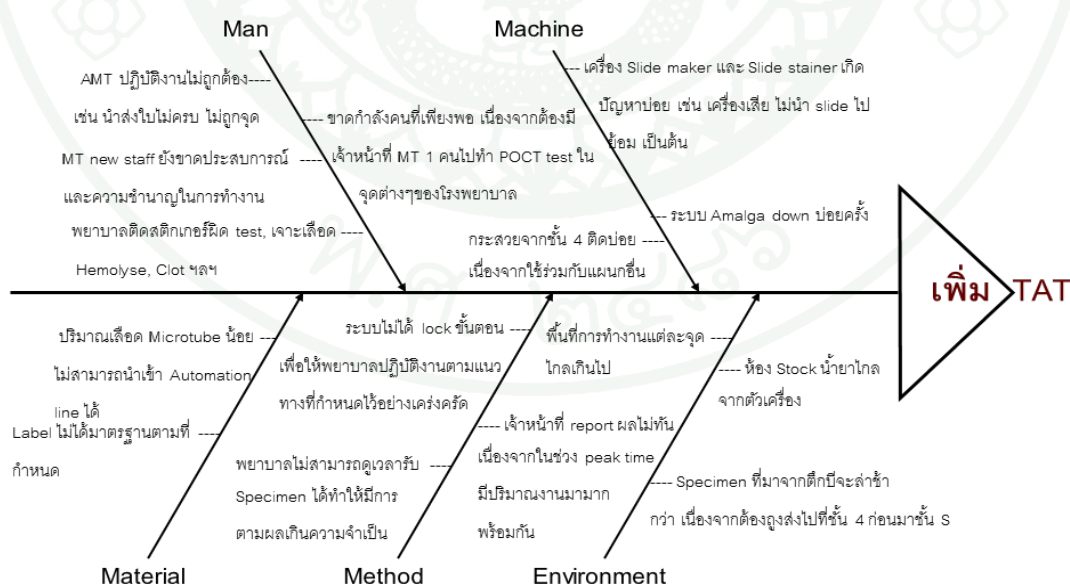 Man
AMT ปฏิบัติงานไม่ถูกต้อง
เช่น นำส่งใบไม่ครบ ไม่ถูกจุด
MT new staff ยังขาดประสบการณ์
และความชำนาญในการทำงาน
พยาบาลติดสติกเกอร์ผิด test, เจาะเลือด
Hemolyse, Clot ฯลฯ
ขาดกำลังคนที่เพียงพอ เนื่องจากต้องมี
เจ้าหน้าที่ MT 1 คนไปทำ POCT test ใน
จุดต่างๆของโรงพยาบาล
Machine
เครื่อง Slide maker และ Slide stainer เกิด
ปัญหาบ่อย เช่น เครื่องเสีย ไม่นำ slide ไป
ย้อม เป็นต้น
ระบบ Amalga down บ่อยครั้ง
กระสวยจากชั้น 4 ติดบ่อย
เนื่องจากใช้ร่วมกับแผนกอื่น
เพิ่ม TAT
ปริมาณเลือด Microtube น้อย
ไม่สามารถนำเข้า Automation
line ได้
Label ไม่ได้มาตรฐานตามที่
กำหนด
Material
ระบบไม่ได้ lock ขั้นตอน
เพื่อให้พยาบาลปฏิบัติงานตามแนว
ทางที่กำหนดไว้อย่างเคร่งครัด
พยาบาลไม่สามารถดูเวลารับ
Specimen ได้ทำให้มีการ
ตามผลเกินความจำเป็น
เจ้าหน้าที่ report ผลไม่ทัน
เนื่องจากในช่วง peak time
มีปริมาณงานมามาก
พร้อมกัน
Method
พื้นที่การทำงานแต่ละจุด
ไกลเกินไป
ห้อง Stock น้ำยาไกล
จากตัวเครื่อง
Specimen ที่มาจากตึกบีจะล่าช้า
กว่า เนื่องจากต้องถูงส่งไปที่ชั้น 4 ก่อนมาชั้น S
Environment
พ.ศ. ๒๔๘๖